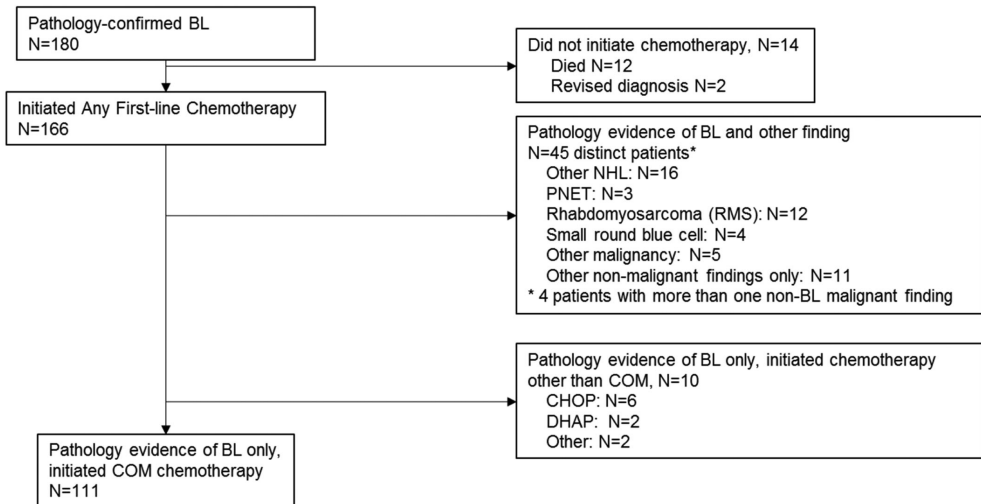 Pathology-confirmed BL
N=180
Did not initiate chemotherapy, N=14
Died N=12
Revised diagnosis N=2
Initiated Any First-line Chemotherapy
N=166
Pathology evidence of BL and other finding
N=45 distinct patients*
Other NHL: N=16
PNET: N=3
Rhabdomyosarcoma (RMS): N=12
Small round blue cell: N=4
Other malignancy: N=5
Other non-malignant findings only: N=11
* 4 patients with more than one non-BL malignant finding
Pathology evidence of BL only, initiated chemotherapy
other than COM, N=10
CHOP: N=6
DHAP: N=2
Other: N=2
Pathology evidence of BL only,
initiated COM chemotherapy
N=111